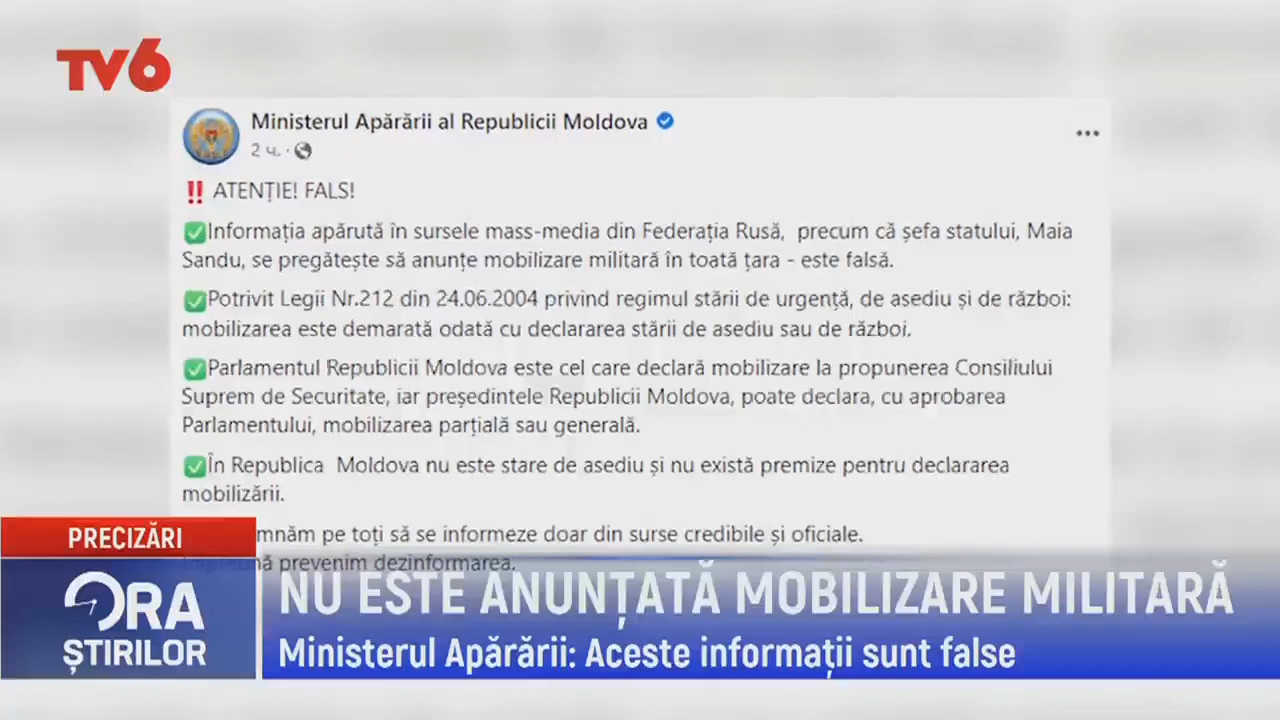 TV6
Ministerul Apărării al Republicii Moldova
2 ч. ·
‼ ATENȚIE! FALS!
✅Informația apărută în sursele mass-media din Federația Rusă, precum că șefa statului, Maia
Sandu, se pregătește să anunțe mobilizare militară în toată țara - este falsă.
✅Potrivit Legii Nr.212 din 24.06.2004 privind regimul stării de urgență, de asediu și de război:
mobilizarea este demarată odată cu declararea stării de asediu sau de război.
✅Parlamentul Republicii Moldova este cel care declară mobilizare la propunerea Consiliului
Suprem de Securitate, iar președintele Republicii Moldova, poate declara, cu aprobarea
Parlamentului, mobilizarea parțială sau generală.
✅În Republica Moldova nu este stare de asediu și nu există premize pentru declararea
mobilizării.
mnăm pe toți să se informeze doar din surse credibile și oficiale.
prevenim dezinformarea.
PRECIZĂRI
ORA
ȘTIRILOR
NU ESTE ANUNȚATĂ MOBILIZARE MILITARĂ
Ministerul Apărării: Aceste informații sunt false